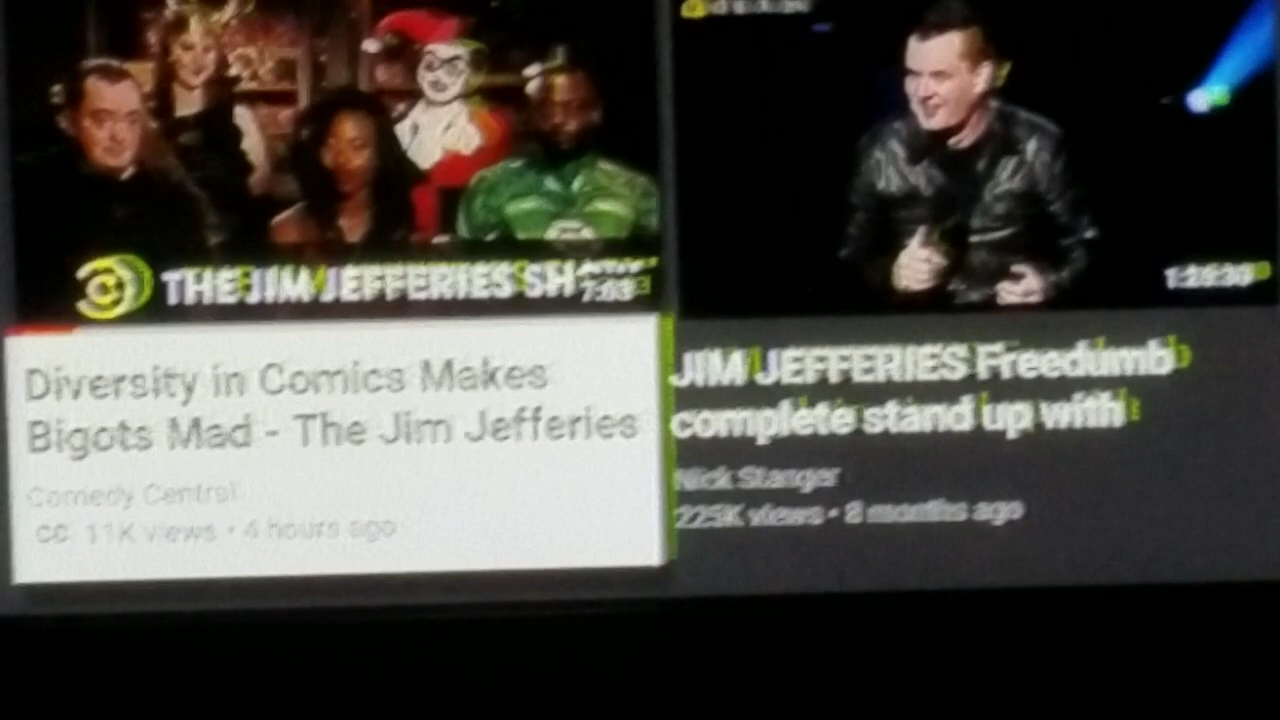 THE JIM JEFFERIES SH
7:03
1:25:30
Diversity in Comics Makes
Bigots Mad - The Jim Jefferies
Comedy Central
CC 11K views • 4 hours ago
JIM JEFFERIES Freedumb
complete stand up with
Nick Stanger
225K views • 8 months ago